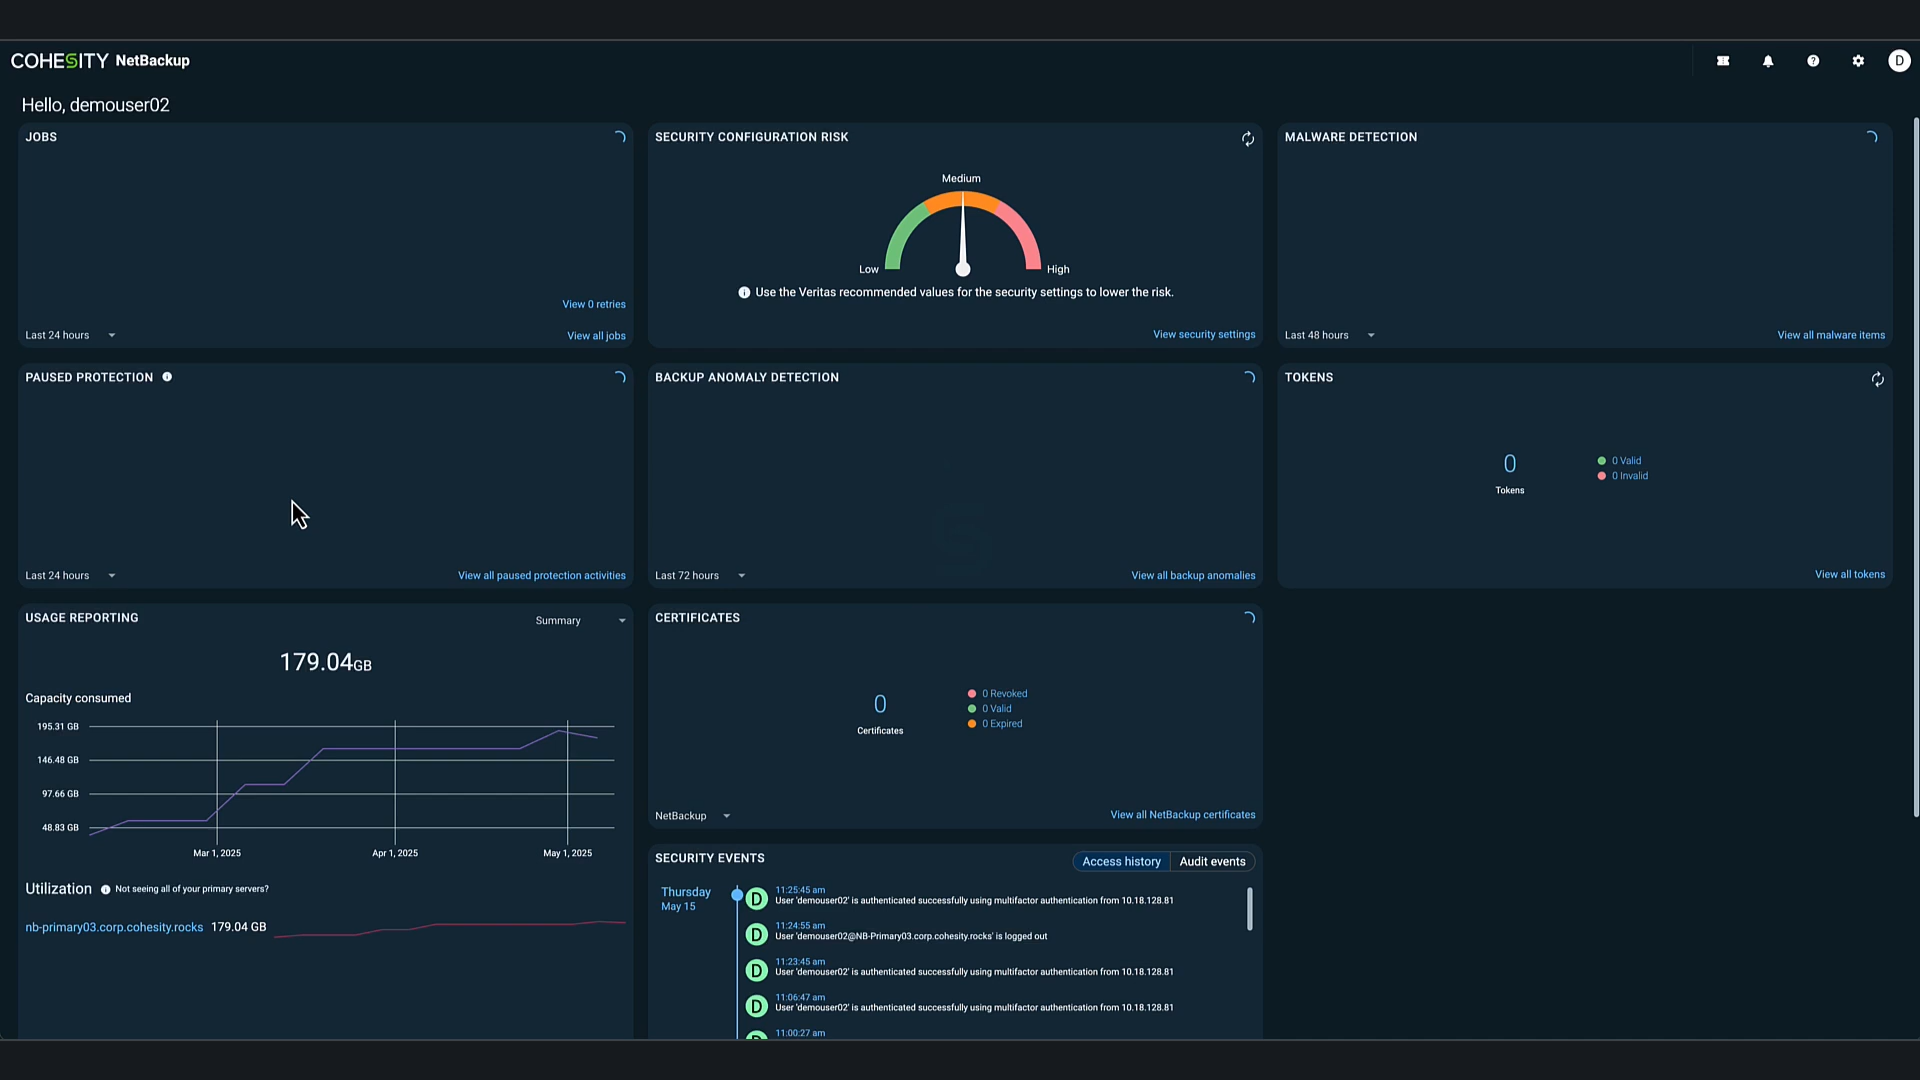 COHESITY NetBackup
D
Hello, demouser02
JOBS
View 0 retries
Last 24 hours
View all jobs
SECURITY CONFIGURATION RISK
Medium
Low
High
Use the Veritas recommended values for the security settings to lower the risk.
View security settings
MALWARE DETECTION
Last 48 hours
View all malware items
PAUSED PROTECTION
Last 24 hours
View all paused protection activities
BACKUP ANOMALY DETECTION
Last 72 hours
View all backup anomalies
TOKENS
0
Tokens
0 Valid
0 Invalid
View all tokens
USAGE REPORTING
Summary
179.04GB
Capacity consumed
195.31 GB
146.48 GB
97.66 GB
48.83 GB
Mar 1, 2025
Apr 1, 2025
May 1, 2025
Utilization
Not seeing all of your primary servers?
nb-primary03.corp.cohesity.rocks 179.04 GB
CERTIFICATES
0
Certificates
0 Revoked
0 Valid
0 Expired
NetBackup
View all NetBackup certificates
SECURITY EVENTS
Access history
Audit events
Thursday
May 15
D
11:25:45 am
User 'demouser02' is authenticated successfully using multifactor authentication from 10.18.128.81
D
11:24:55 am
User 'demouser02@NB-Primary03.corp.cohesity.rocks' is logged out
D
11:23:45 am
User 'demouser02' is authenticated successfully using multifactor authentication from 10.18.128.81
D
11:06:47 am
User 'demouser02' is authenticated successfully using multifactor authentication from 10.18.128.81
11:00:27 am